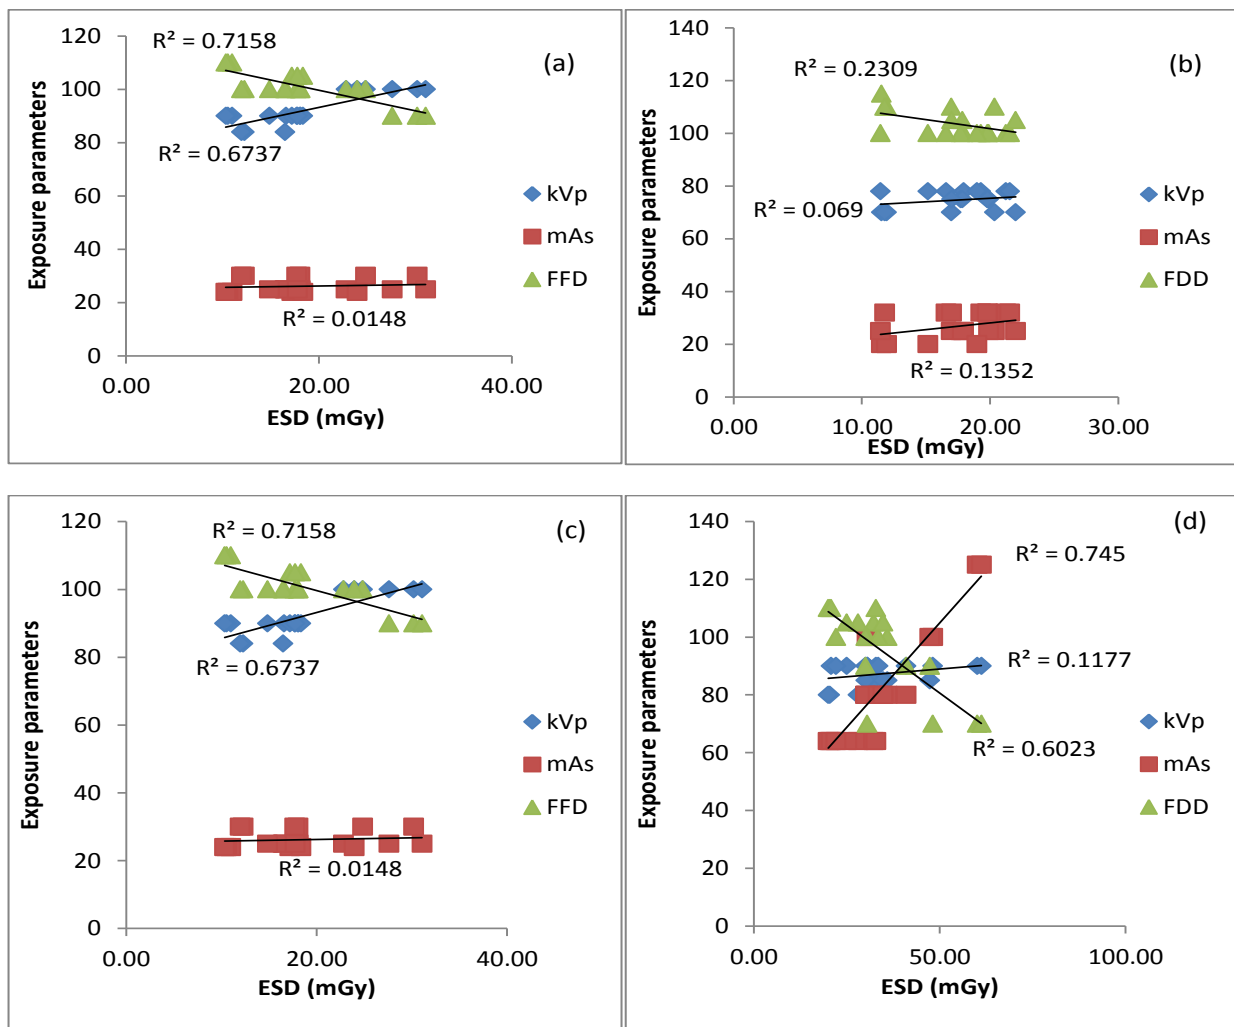 (a)
R² = 0.7158
R² = 0.6737
R² = 0.0148
120
100
80
60
40
20
0
0.00 20.00 40.00
Exposure parameters
ESD (mGy)
kVp
mAs
FFD
(b)
R² = 0.2309
R² = 0.069
R² = 0.1352
140
120
100
80
60
40
20
0
0.00 10.00 20.00 30.00
Exposure parameters
ESD (mGy)
kVp
mAs
FDD
(c)
R² = 0.7158
R² = 0.6737
R² = 0.0148
120
100
80
60
40
20
0
0.00 20.00 40.00
Exposure parameters
ESD (mGy)
kVp
mAs
FFD
(d)
R² = 0.745
R² = 0.1177
R² = 0.6023
140
120
100
80
60
40
20
0
0.00 50.00 100.00
Exposure parameters
ESD (mGy)
kVp
mAs
FDD